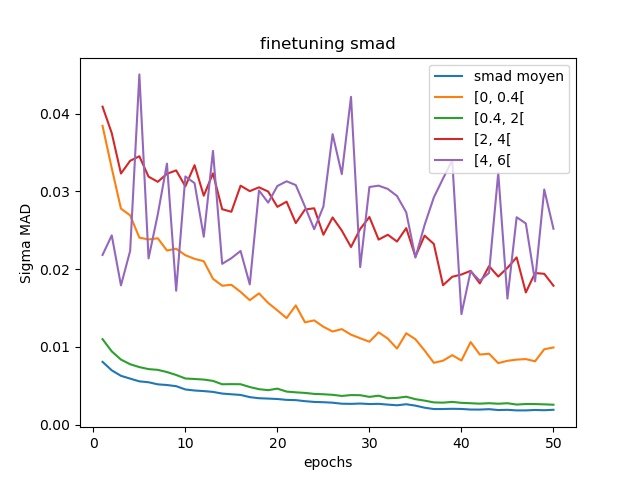 finetuning smad
smad moyen
[0, 0.4[
[0.4, 2[
[2, 4[
[4, 6[
Sigma MAD
0.04
0.03
0.02
0.01
0.00
0 10 20 30 40 50
epochs